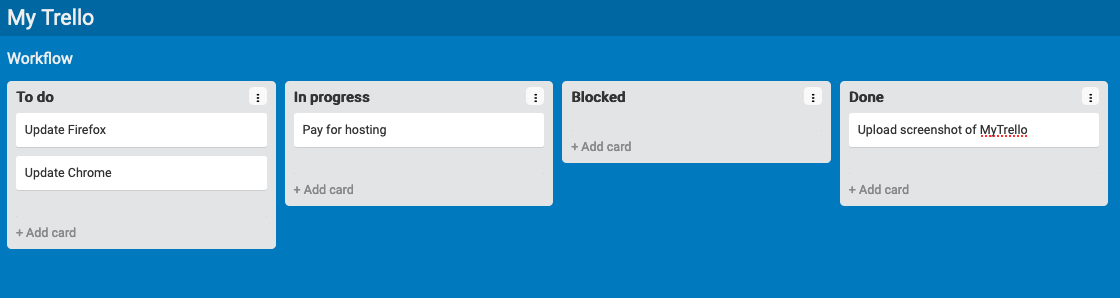 My Trello
Workflow
To do
Update Firefox
Update Chrome
+ Add card
In progress
Pay for hosting
+ Add card
Blocked
+ Add card
Done
Upload screenshot of MyTrello
+ Add card